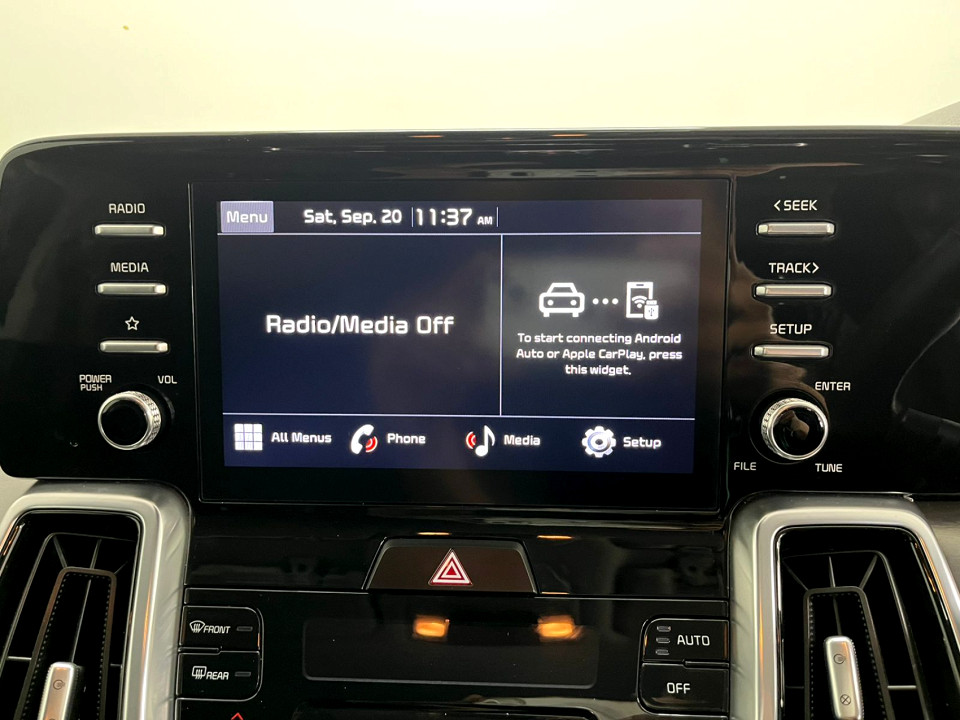 RADIO
MEDIA
POWER
PUSH
VOL
Menu
Sat, Sep. 20
11:37 AM
Radio/Media Off
To start connecting Android
Auto or Apple CarPlay, press
this widget.
All Menus
Phone
Media
Setup
< SEEK
TRACK >
SETUP
ENTER
FILE
TUNE
FRONT
REAR
AUTO
OFF